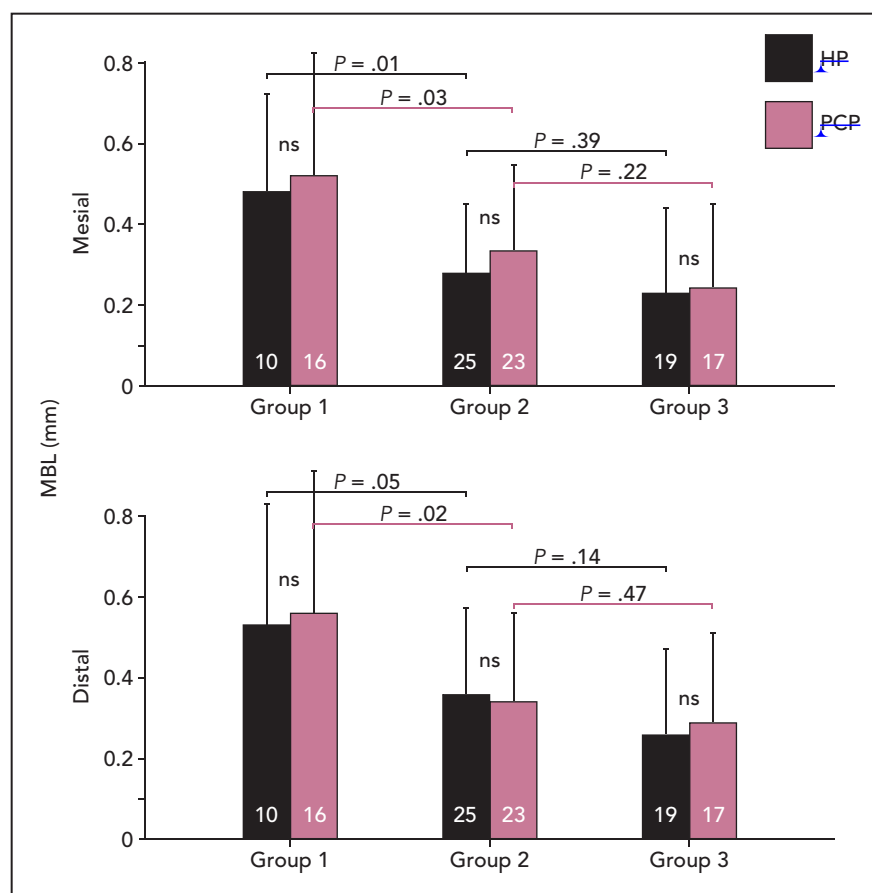 HP
PCP
MBL (mm)
Mesial
0.8
0.6
0.4
0.2
0
P = .01
P = .03
P = .39
P = .22
ns
ns
ns
10
16
25
23
19
17
Group 1
Group 2
Group 3
Distal
0.8
0.6
0.4
0.2
0
P = .05
P = .02
P = .14
P = .47
ns
ns
ns
10
16
25
23
19
17
Group 1
Group 2
Group 3